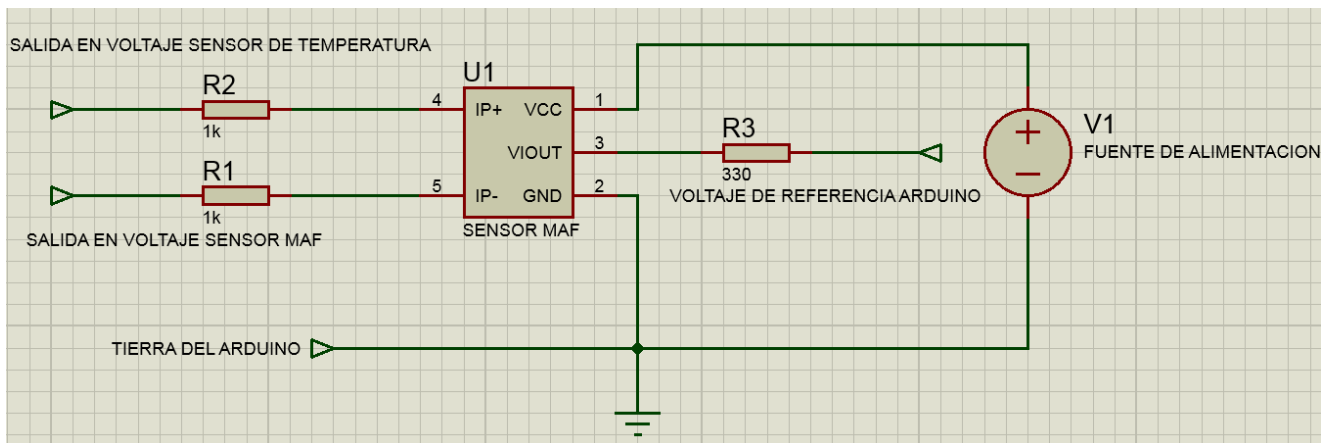 SALIDA EN VOLTAJE SENSOR DE TEMPERATURA
R2
1k
R1
1k
SALIDA EN VOLTAJE SENSOR MAF
U1
4
IP+
VCC
1
VIOUT
3
5
IP-
GND
2
SENSOR MAF
R3
330
VOLTAJE DE REFERENCIA ARDUINO
V1
FUENTE DE ALIMENTACION
TIERRA DEL ARDUINO